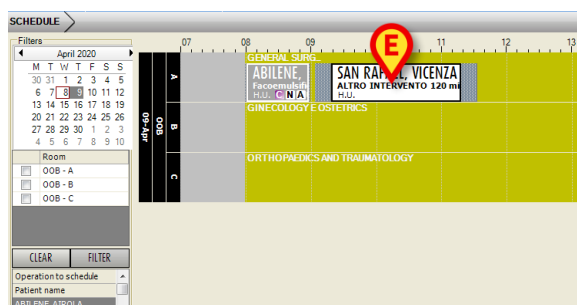 SCHEDULE
Filters
April 2020
M T W T F S S
30 31 1 2 3 4 5
6 7 8 9 10 11 12
13 14 15 16 17 18 19
20 21 22 23 24 25 26
27 28 29 30 1 2 3
4 5 6 7 8 9 10
Room
OOB - A
OOB - B
OOB - C
CLEAR FILTER
Operation to schedule
Patient name
ABILENE, AIROLA
07 08 09 11 12 13
E
09-Apr
OOB
A
B
C
GENERAL SURG..
ABILENE,
Facoemulsifi
H.U. C N A
SAN RAFAEL, VICENZA
ALTRO INTERVENTO 120 mi
H.U.
GINECOLOGY E OSTETRICS
ORTHOPAEDICS AND TRAUMATOLOGY